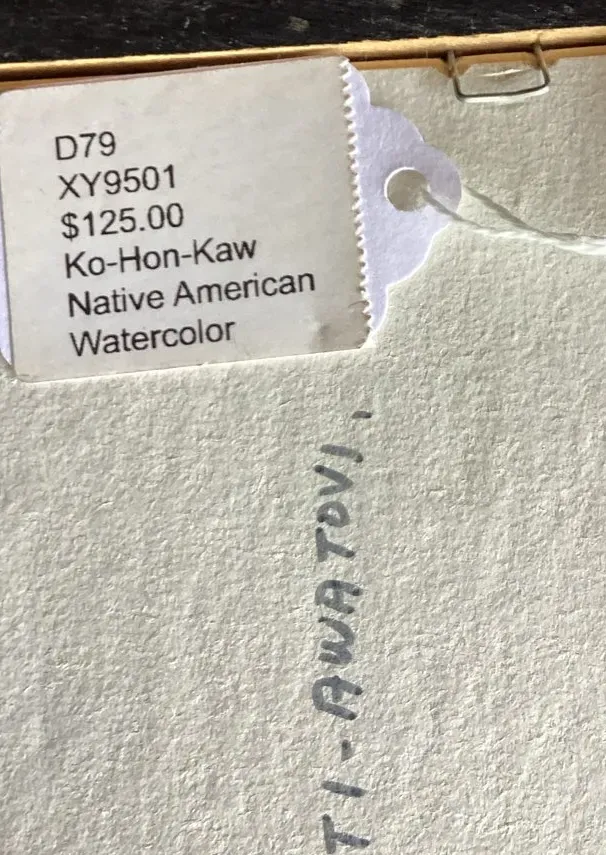 D79
XY9501
$125.00
Ko-Hon-Kaw
Native American
Watercolor
TI-AWATOVI,